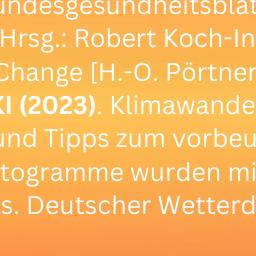 undesgesundheitsblat
Hrsg.: Robert Koch-In
Change [H.-O. Pörtner
KI (2023). Klimawande
und Tipps zum vorbeu
togramme wurden mi
s. Deutscher Wetterd